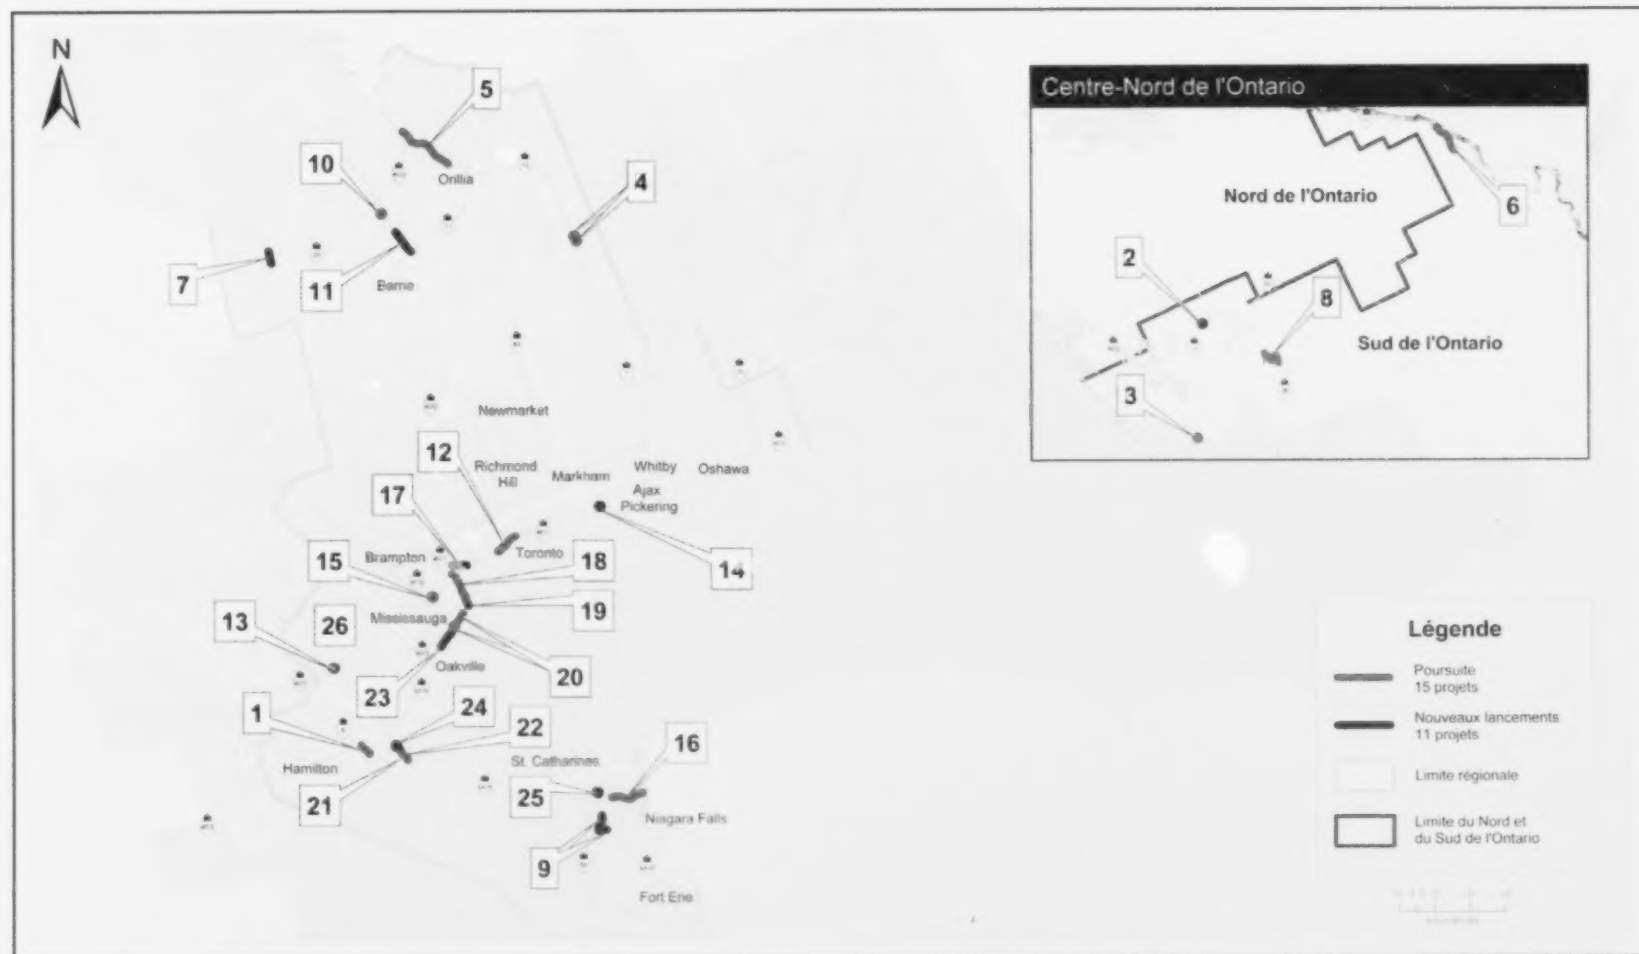 N
5
10
4
Orillia
7
11
Barrie
Newmarket
12
Richmond
Hill
Markham
Whitby
Oshawa
Ajax
Pickering
17
Brampton
Toronto
15
18
14
19
Mississauga
13
26
Oakville
20
23
24
1
22
16
Hamilton
St. Catharines
21
25
Niagara Falls
9
Fort Erie
Centre-Nord de l'Ontario
Nord de l'Ontario
6
2
8
Sud de l'Ontario
3
Légende
Poursuite
15 projets
Nouveaux lancements
11 projets
Limite régionale
Limite du Nord et
du Sud de l'Ontario